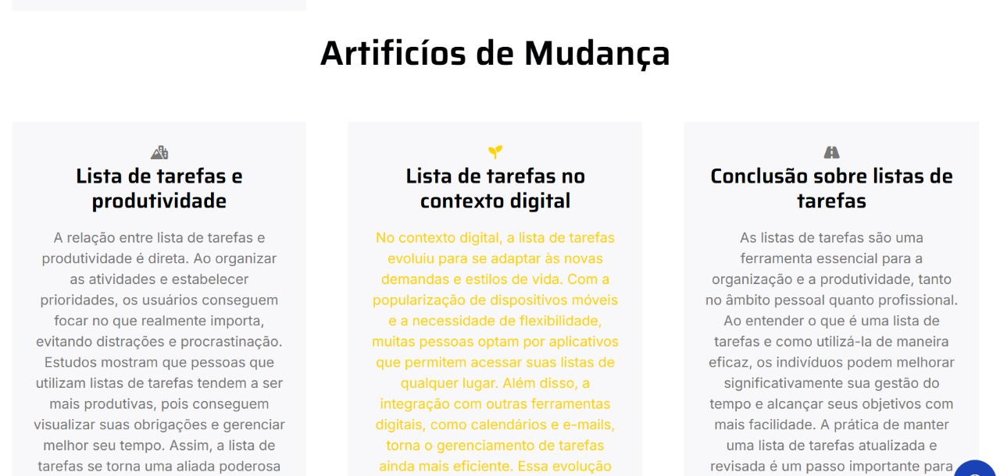 Artifícios de Mudança
Lista de tarefas e
produtividade
A relação entre lista de tarefas e
produtividade é direta. Ao organizar
as atividades e estabelecer
prioridades, os usuários conseguem
focar no que realmente importa,
evitando distrações e procrastinação.
Estudos mostram que pessoas que
utilizam listas de tarefas tendem a ser
mais produtivas, pois conseguem
visualizar suas obrigações e gerenciar
melhor seu tempo. Assim, a lista de
tarefas se torna uma aliada poderosa
Lista de tarefas no
contexto digital
No contexto digital, a lista de tarefas
evoluiu para se adaptar às novas
demandas e estilos de vida. Com a
popularização de dispositivos móveis
e a necessidade de flexibilidade,
muitas pessoas optam por aplicativos
que permitem acessar suas listas de
qualquer lugar. Além disso, a
integração com outras ferramentas
digitais, como calendários e e-mails,
torna o gerenciamento de tarefas
ainda mais eficiente. Essa evolução
Conclusão sobre listas de
tarefas
As listas de tarefas são uma
ferramenta essencial para a
organização e a produtividade, tanto
no âmbito pessoal quanto profissional.
Ao entender o que é uma lista de
tarefas e como utilizá-la de maneira
eficaz, os indivíduos podem melhorar
significativamente sua gestão do
tempo e alcançar seus objetivos com
mais facilidade. A prática de manter
uma lista de tarefas atualizada e
revisada é um passo importante para